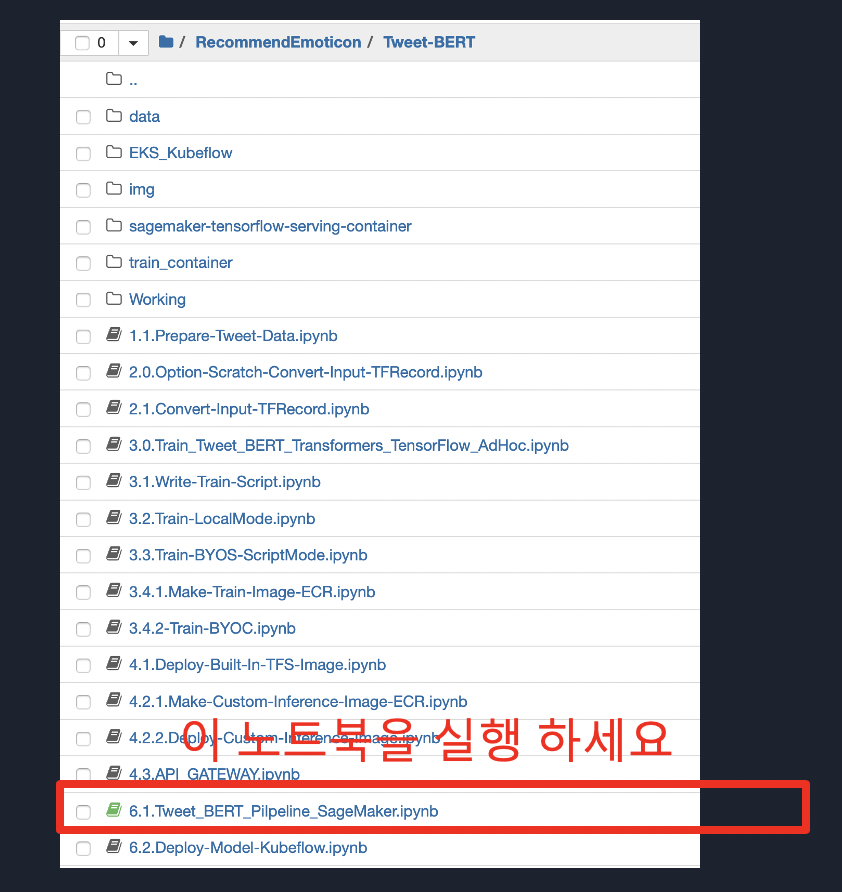 0 / RecommendEmoticon / Tweet-BERT
..
data
EKS_Kubeflow
img
sagemaker-tensorflow-serving-container
train_container
Working
1.1.Prepare-Tweet-Data.ipynb
2.0.Option-Scratch-Convert-Input-TFRecord.ipynb
2.1.Convert-Input-TFRecord.ipynb
3.0.Train_Tweet_BERT_Transformers_TensorFlow_AdHoc.ipynb
3.1.Write-Train-Script.ipynb
3.2.Train-LocalMode.ipynb
3.3.Train-BYOS-ScriptMode.ipynb
3.4.1.Make-Train-Image-ECR.ipynb
3.4.2-Train-BYOC.ipynb
4.1.Deploy-Built-In-TFS-Image.ipynb
4.2.1.Make-Custom-Inference-Image-ECR.ipynb
4.2.2.Deploy-Custom-Inference-Image.ipynb
이 노트북을 실행 하세요
4.3.API_GATEWAY.ipynb
6.1.Tweet_BERT_Pilpeline_SageMaker.ipynb
6.2.Deploy-Model-Kubeflow.ipynb